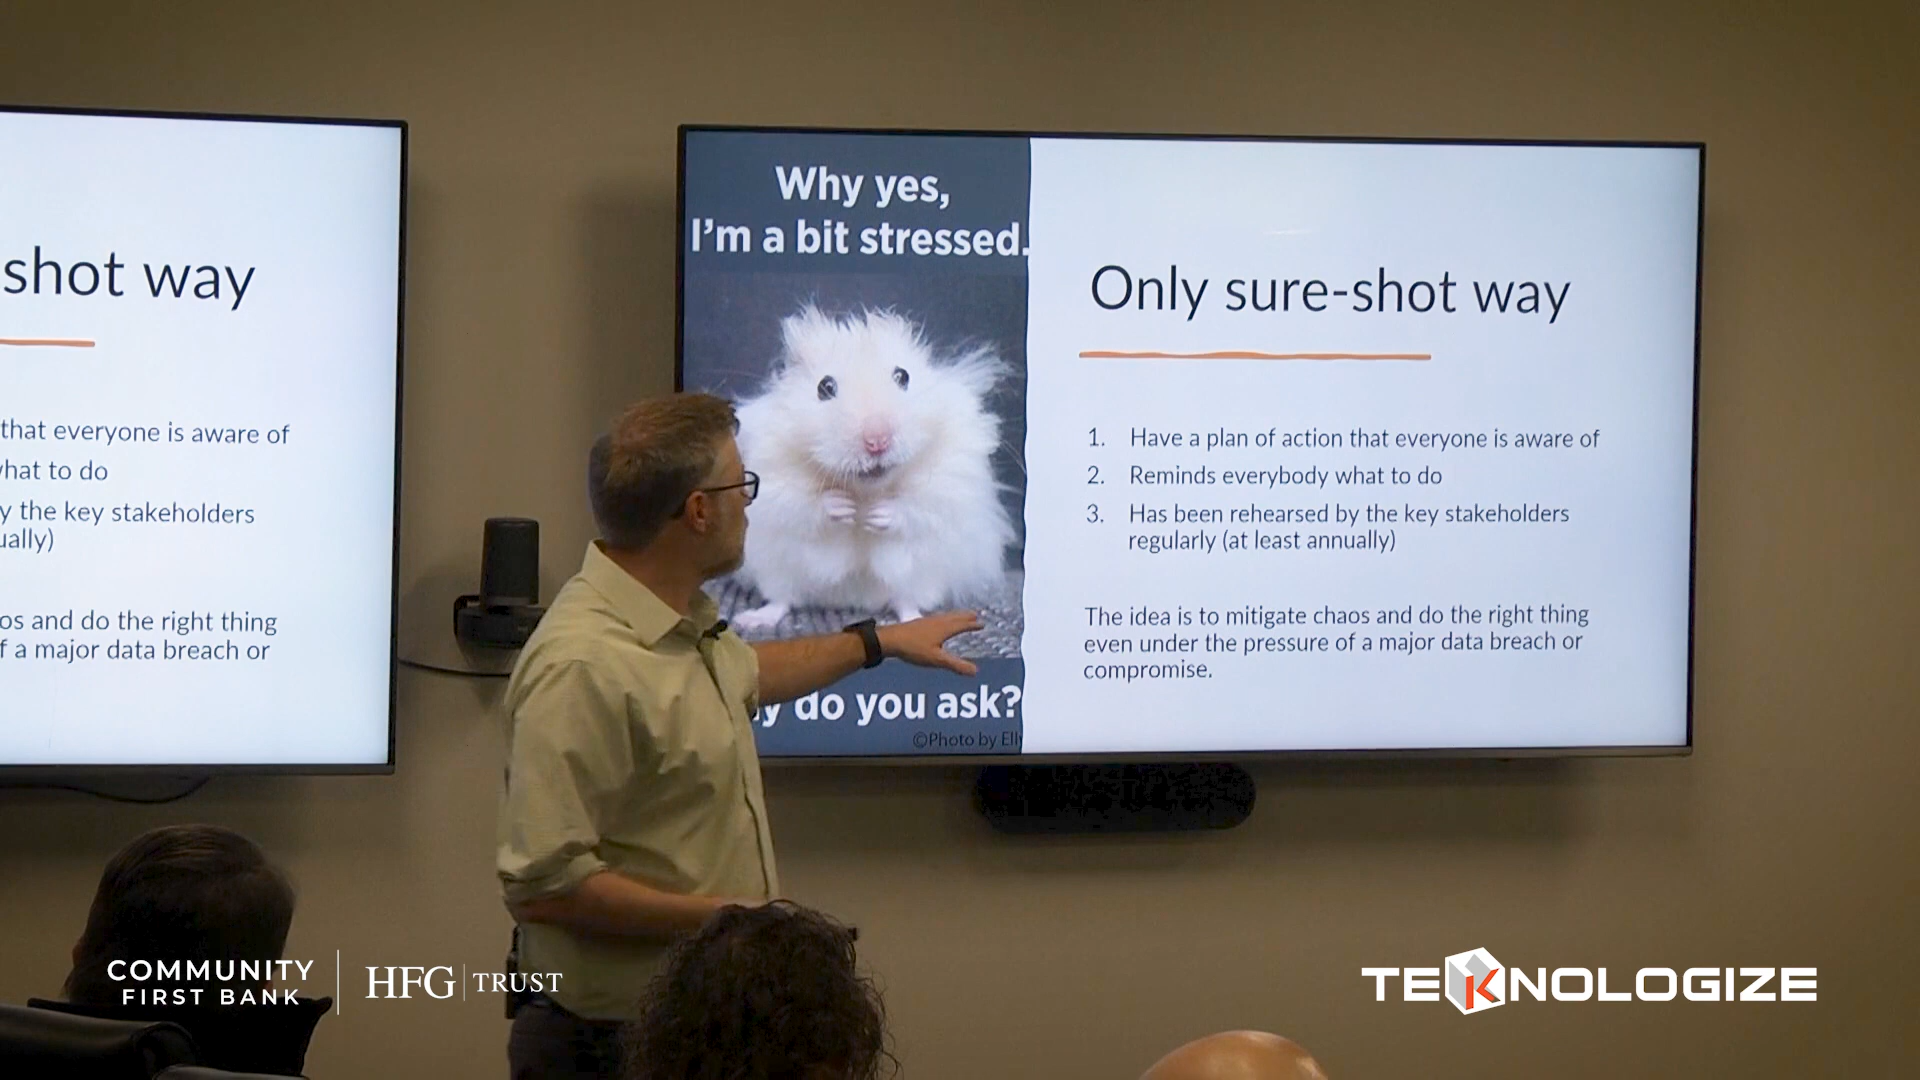 shot way
that everyone is aware of
what to do
y the key stakeholders
ually)
os and do the right thing
f a major data breach or
Why yes,
I'm a bit stressed.
y do you ask?
©Photo by Ell
Only sure-shot way
1. Have a plan of action that everyone is aware of
2. Reminds everybody what to do
3. Has been rehearsed by the key stakeholders
regularly (at least annually)
The idea is to mitigate chaos and do the right thing
even under the pressure of a major data breach or
compromise.
COMMUNITY
FIRST BANK
HFG TRUST
TEKNOLOGIZE